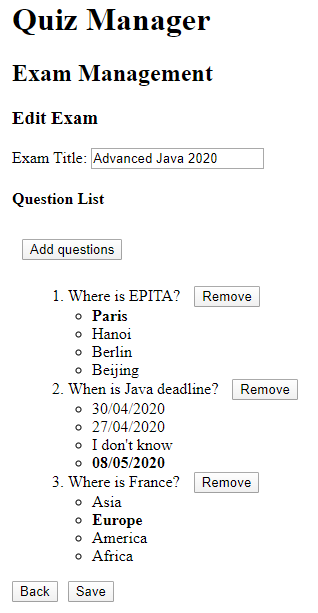 Quiz Manager
Exam Management
Edit Exam
Exam Title: Advanced Java 2020
Question List
Add questions
1. Where is EPITA? Remove
Paris
Hanoi
Berlin
Beijing
2. When is Java deadline? Remove
30/04/2020
27/04/2020
I don't know
08/05/2020
3. Where is France? Remove
Asia
Europe
America
Africa
Back Save